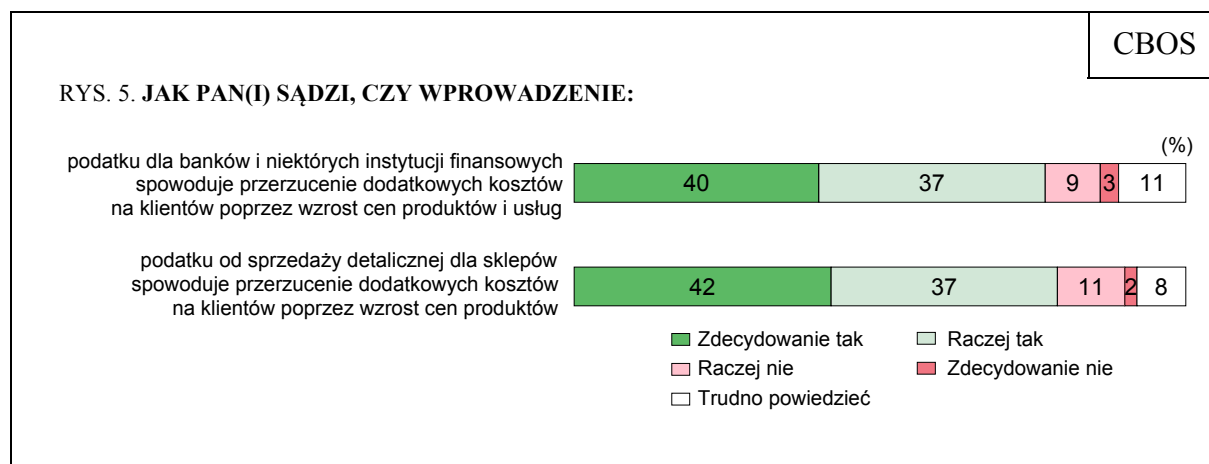 CBOS
RYS. 5. JAK PAN(I) SĄDZI, CZY WPROWADZENIE:
(%)
podatku dla banków i niektórych instytucji finansowych
spowoduje przerzucenie dodatkowych kosztów
na klientów poprzez wzrost cen produktów i usług
40 37 9 3 11
podatku od sprzedaży detalicznej dla sklepów
spowoduje przerzucenie dodatkowych kosztów
na klientów poprzez wzrost cen produktów
42 37 11 2 8
Zdecydowanie tak Raczej tak
Raczej nie Zdecydowanie nie
Trudno powiedzieć